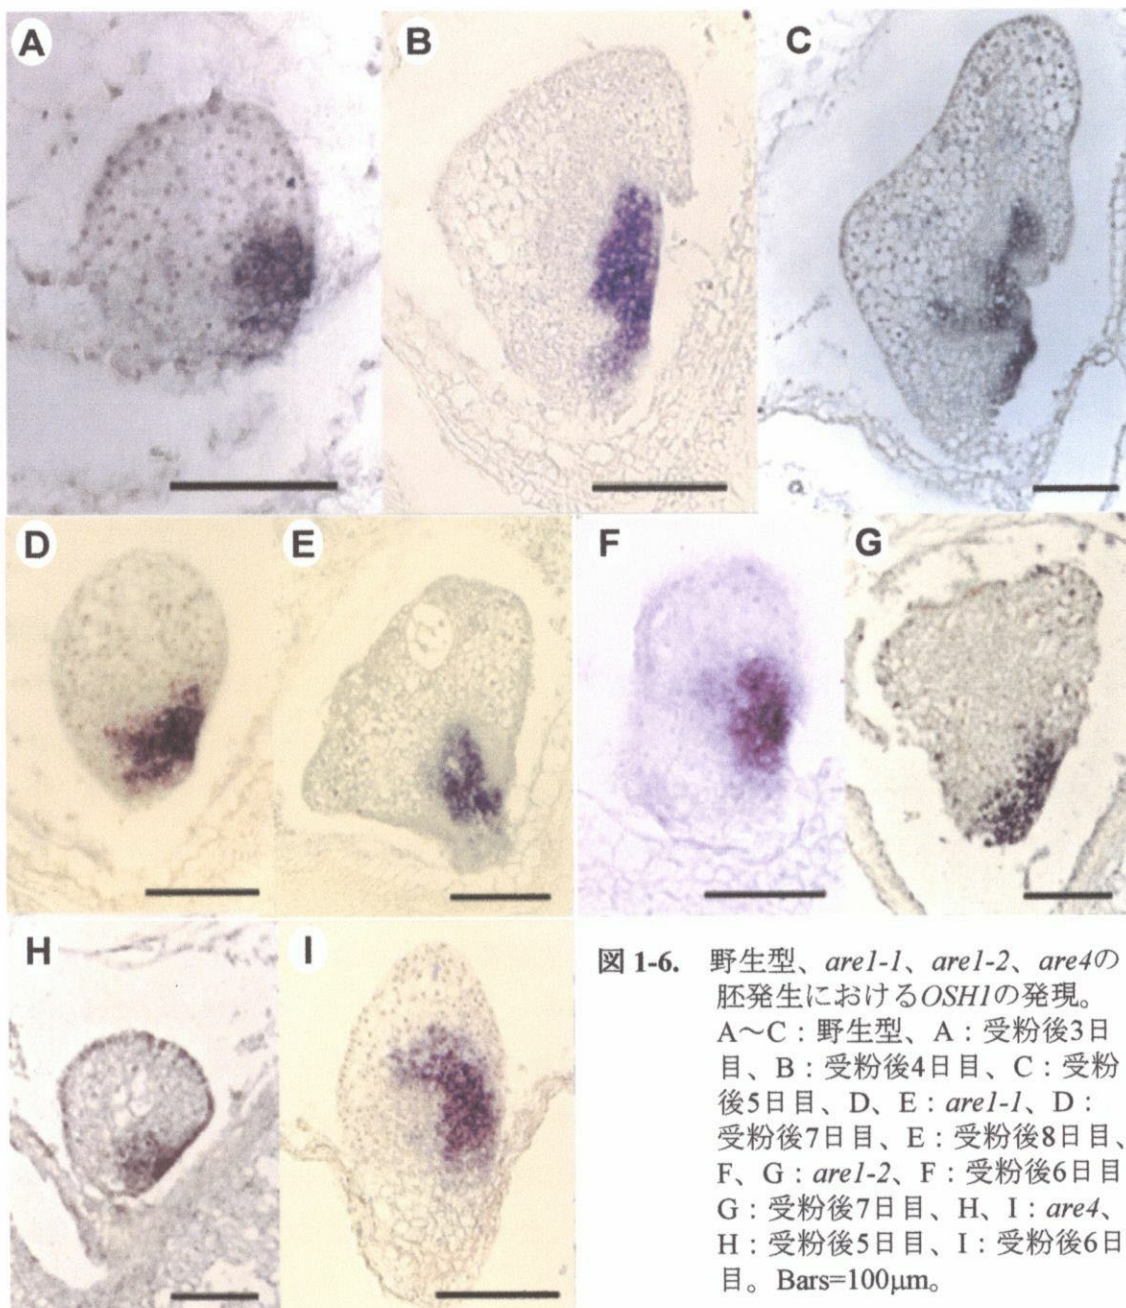 A
B
C
D
E
F
G
H
I
図 1-6. 野生型、are1-1、are1-2、are4の
胚発生におけるOSH1の発現。
A～C：野生型、A：受粉後3日
目、B：受粉後4日目、C：受粉
後5日目、D、E：are1-1、D：
受粉後7日目、E：受粉後8日目、
F、G：are1-2、F：受粉後6日目
G：受粉後7日目、H、I：are4、
H：受粉後5日目、I：受粉後6日
目。Bars=100μm。